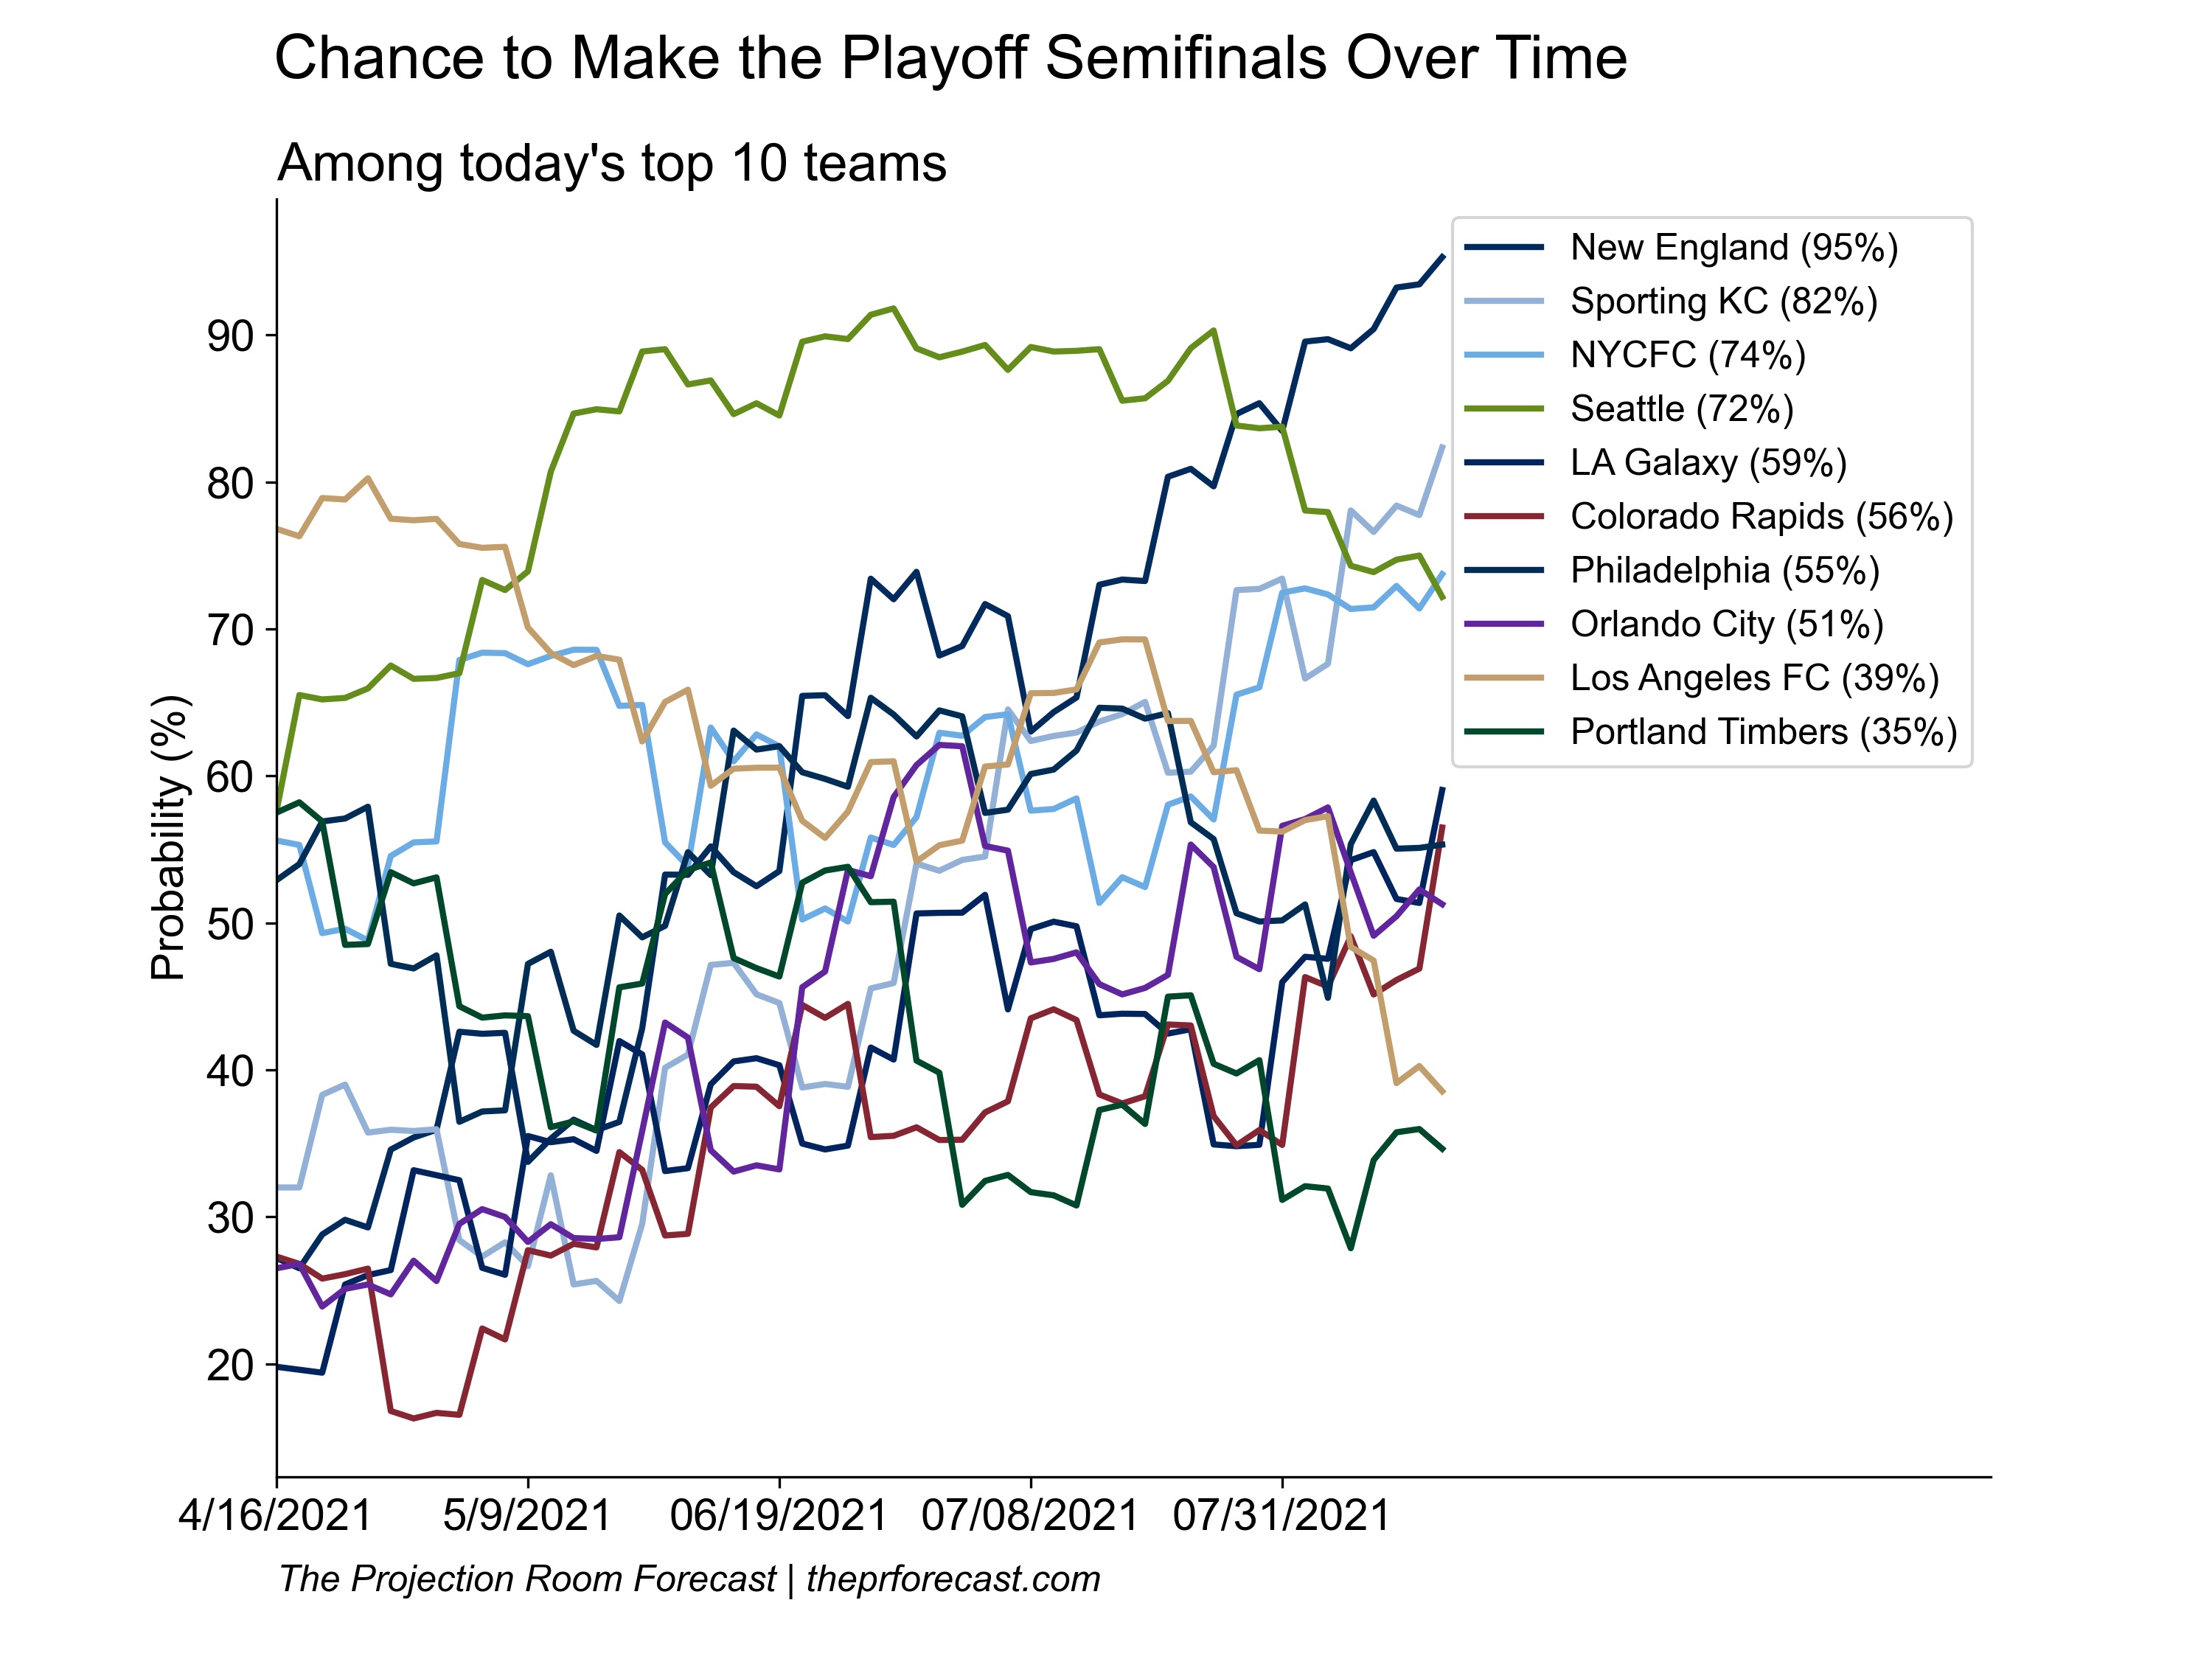 Chance to Make the Playoff Semifinals Over Time
Among today's top 10 teams
New England (95%)
Sporting KC (82%)
NYCFC (74%)
Seattle (72%)
LA Galaxy (59%)
Colorado Rapids (56%)
Philadelphia (55%)
Orlando City (51%)
Los Angeles FC (39%)
Portland Timbers (35%)
Probability (%)
90
80
70
60
50
40
30
20
4/16/2021 5/9/2021 06/19/2021 07/08/2021 07/31/2021
The Projection Room Forecast | theprforecast.com